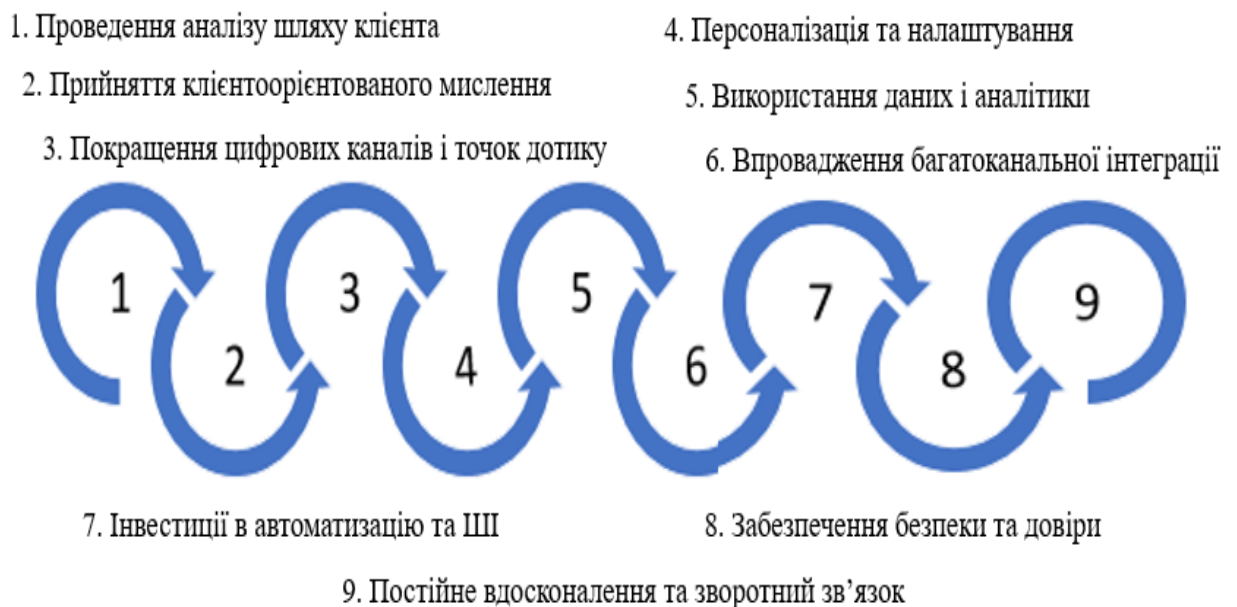 1. Проведення аналізу шляху клієнта
2. Прийняття клієнтоорієнтованого мислення
3. Покращення цифрових каналів і точок дотику
4. Персоналізація та налаштування
5. Використання даних і аналітики
6. Впровадження багатоканальної інтеграції
1
2
3
4
5
6
7
8
9
7. Інвестиції в автоматизацію та ШІ
8. Забезпечення безпеки та довіри
9. Постійне вдосконалення та зворотний зв’язок